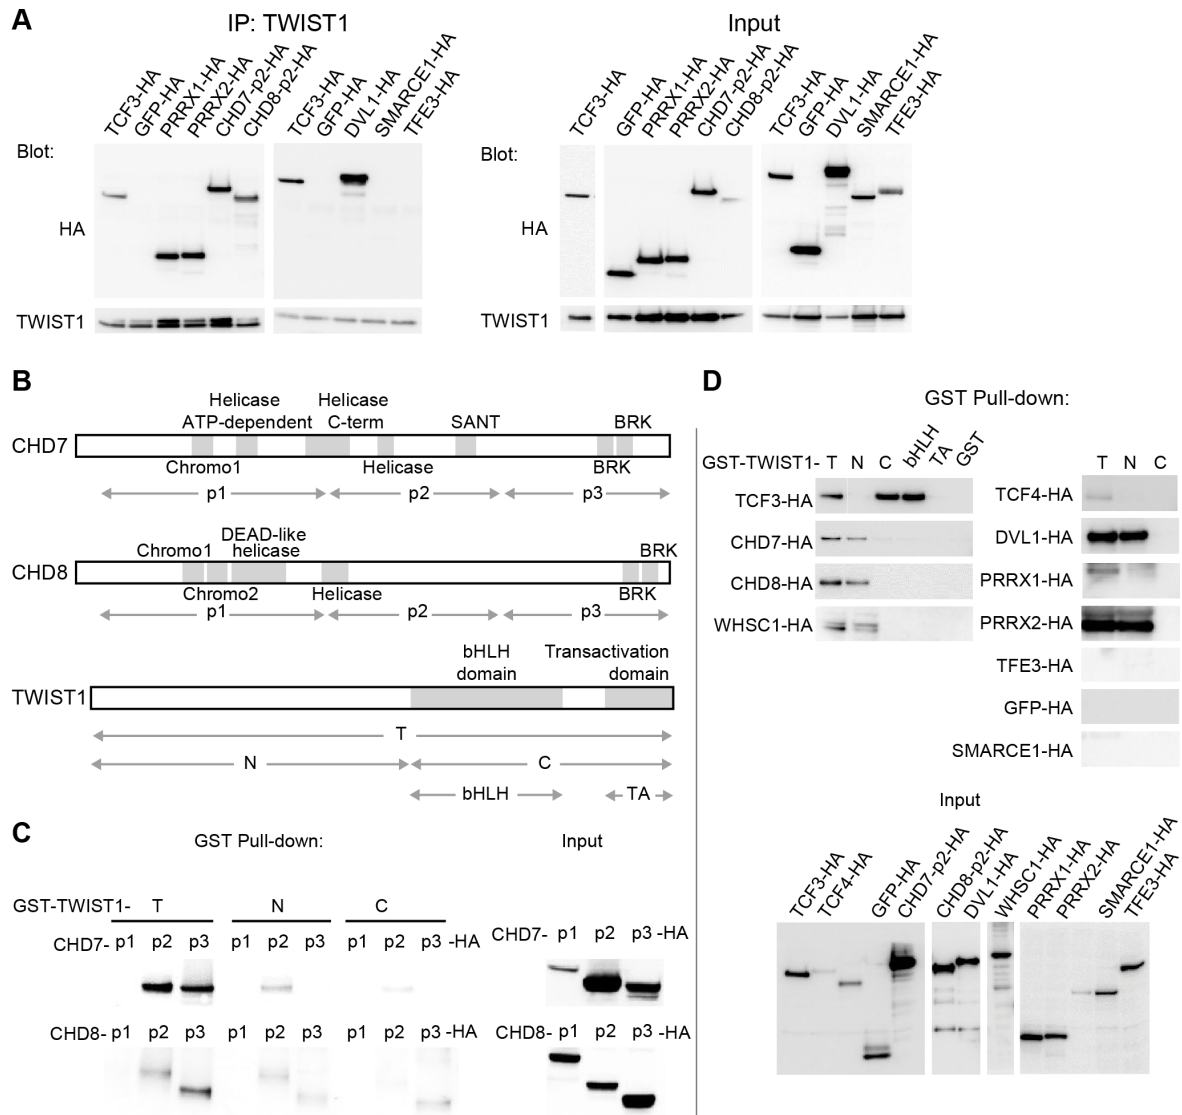 A
IP: TWIST1
Input
TCF3-HA
GFP-HA
PRRX1-HA
PRRX2-HA
CHD7-p2-HA
CHD8-p2-HA
TCF3-HA
GFP-HA
DVL1-HA
SMARCE1-HA
TFE3-HA
TCF3-HA
GFP-HA
PRRX1-HA
PRRX2-HA
CHD7-p2-HA
CHD8-p2-HA
TCF3-HA
GFP-HA
DVL1-HA
SMARCE1-HA
TFE3-HA
Blot:
Blot:
HA
HA
TWIST1
TWIST1
B
Helicase
ATP-dependent
Helicase
C-term
SANT
BRK
CHD7
Chromo1
Helicase
BRK
p1
p2
p3
Chromo1
DEAD-like
helicase
BRK
CHD8
Chromo2
Helicase
BRK
p1
p2
p3
bHLH
domain
Transactivation
domain
TWIST1
T
N
C
bHLH
TA
C
GST Pull-down:
Input
GST-TWIST1- T N C
CHD7- p1 p2 p3 p1 p2 p3 p1 p2 p3 -HA
CHD7- p1 p2 p3 -HA
CHD8- p1 p2 p3 p1 p2 p3 p1 p2 p3 -HA
CHD8- p1 p2 p3 -HA
D
GST Pull-down:
GST-TWIST1- T N C bHLH TA GST
TCF3-HA
CHD7-HA
CHD8-HA
WHSC1-HA
T N C
TCF4-HA
DVL1-HA
PRRX1-HA
PRRX2-HA
TFE3-HA
GFP-HA
SMARCE1-HA
Input
TCF3-HA
TCF4-HA
GFP-HA
CHD7-p2-HA
CHD8-p2-HA
DVL1-HA
WHSC1-HA
PRRX1-HA
PRRX2-HA
SMARCE1-HA
TFE3-HA